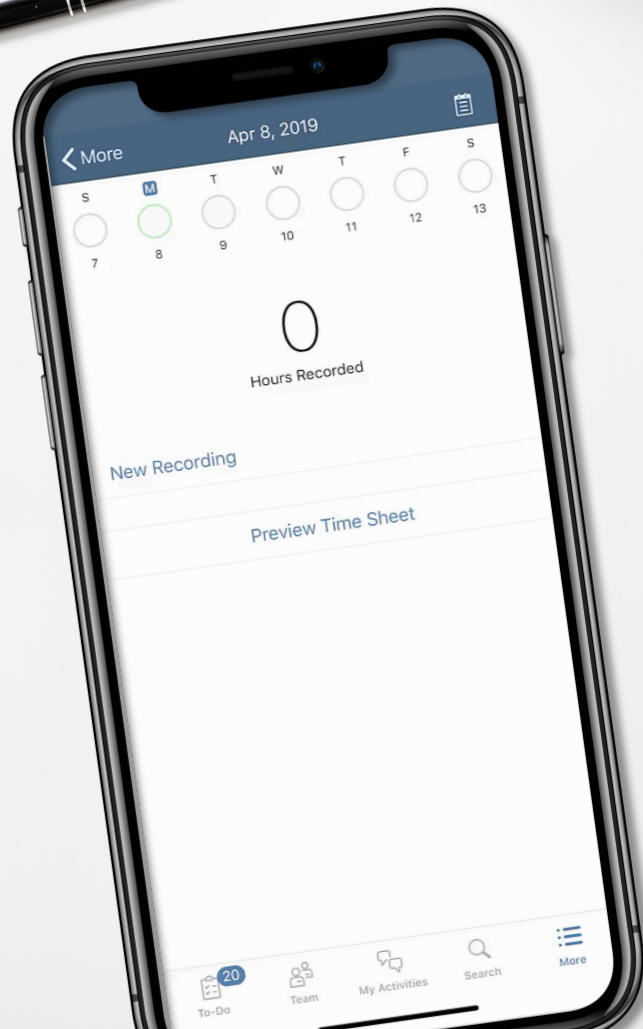 More
Apr 8, 2019
S M T W T F S
7 8 9 10 11 12 13
0
Hours Recorded
New Recording
Preview Time Sheet
20
To-Do Team My Activities Search More